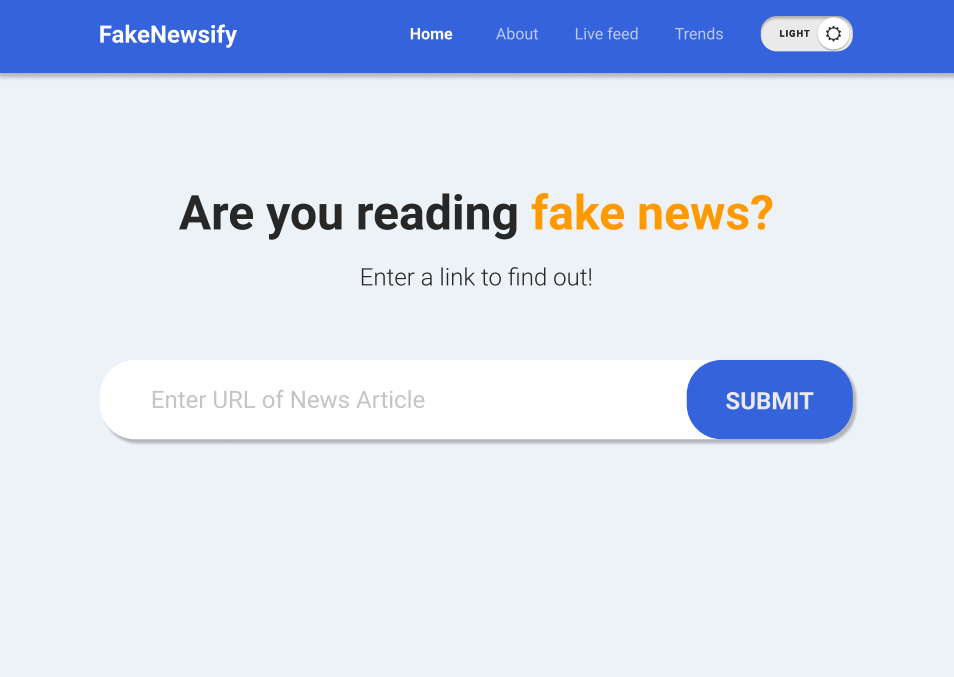 FakeNewsify
Home About Live feed Trends LIGHT
Are you reading fake news?
Enter a link to find out!
Enter URL of News Article SUBMIT